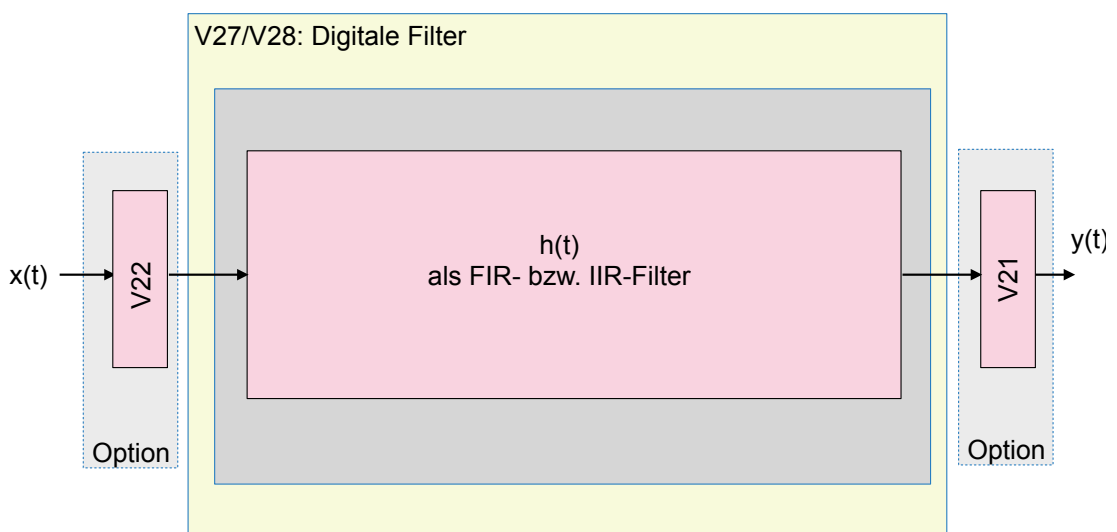 V27/V28: Digitale Filter
x(t)
V22
Option
h(t)
als FIR- bzw. IIR-Filter
V21
y(t)
Option